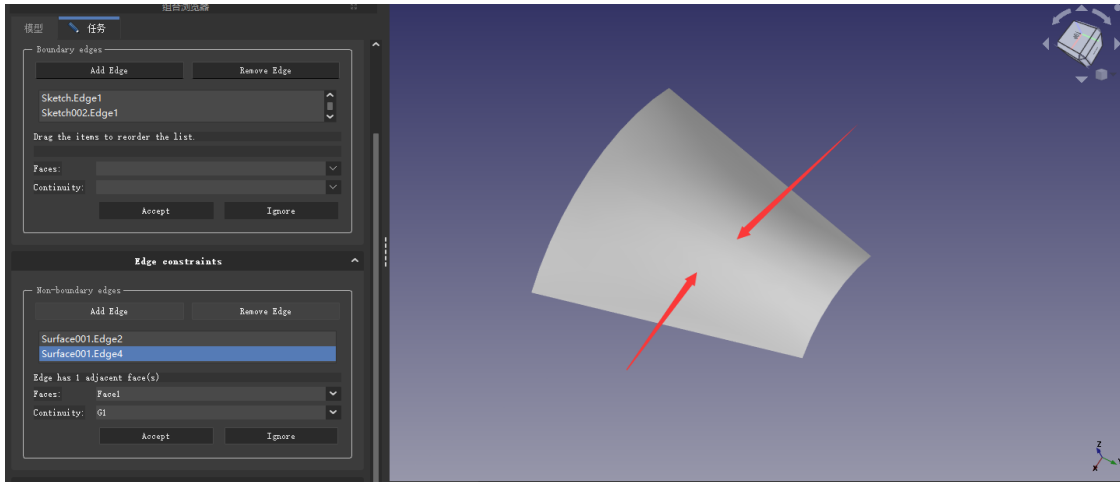 组合浏览器
模型
任务
Boundary edges
Add Edge
Remove Edge
Sketch.Edge1
Sketch002.Edge1
Drag the items to reorder the list.
Faces:
Continuity:
Accept
Ignore
Edge constraints
Non-boundary edges
Add Edge
Remove Edge
Surface001.Edge2
Surface001.Edge4
Edge has 1 adjacent face(s)
Faces:
Face1
Continuity:
G1
Accept
Ignore
Z
X
Y